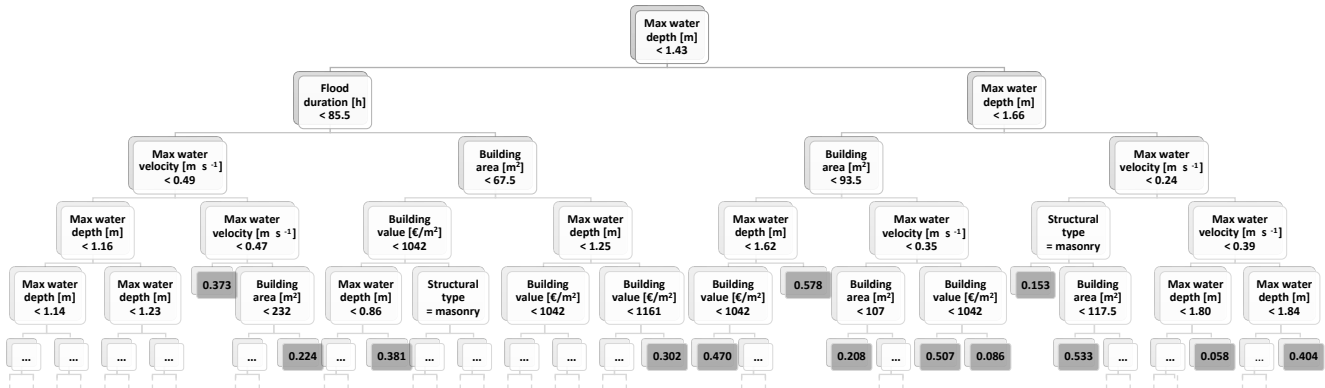 Max water
depth [m]
< 1.43
Flood
duration [h]
< 85.5
Max water
depth [m]
< 1.66
Max water
velocity [m s ⁻¹]
< 0.49
Building
area [m²]
< 67.5
Building
area [m²]
< 93.5
Max water
velocity [m s ⁻¹]
< 0.24
Max water
depth [m]
< 1.16
Max water
velocity [m s ⁻¹]
< 0.47
Building
value [€/m²]
< 1042
Max water
depth [m]
< 1.25
Max water
depth [m]
< 1.62
Max water
velocity [m s ⁻¹]
< 0.35
Structural
type
= masonry
Max water
velocity [m s ⁻¹]
< 0.39
Max water
depth [m]
< 1.14
Max water
depth [m]
< 1.23
0.373
Building
area [m²]
< 232
Max water
depth [m]
< 0.86
Structural
type
= masonry
Building
value [€/m²]
< 1042
Building
value [€/m²]
< 1161
Building
value [€/m²]
< 1042
0.578
Building
area [m²]
< 107
Building
value [€/m²]
< 1042
0.153
Building
area [m²]
< 117.5
Max water
depth [m]
< 1.80
Max water
depth [m]
< 1.84
...
...
...
...
...
0.224
...
0.381
...
...
...
...
...
0.302
0.470
...
0.208
...
0.507
0.086
0.533
...
...
0.058
...
0.404